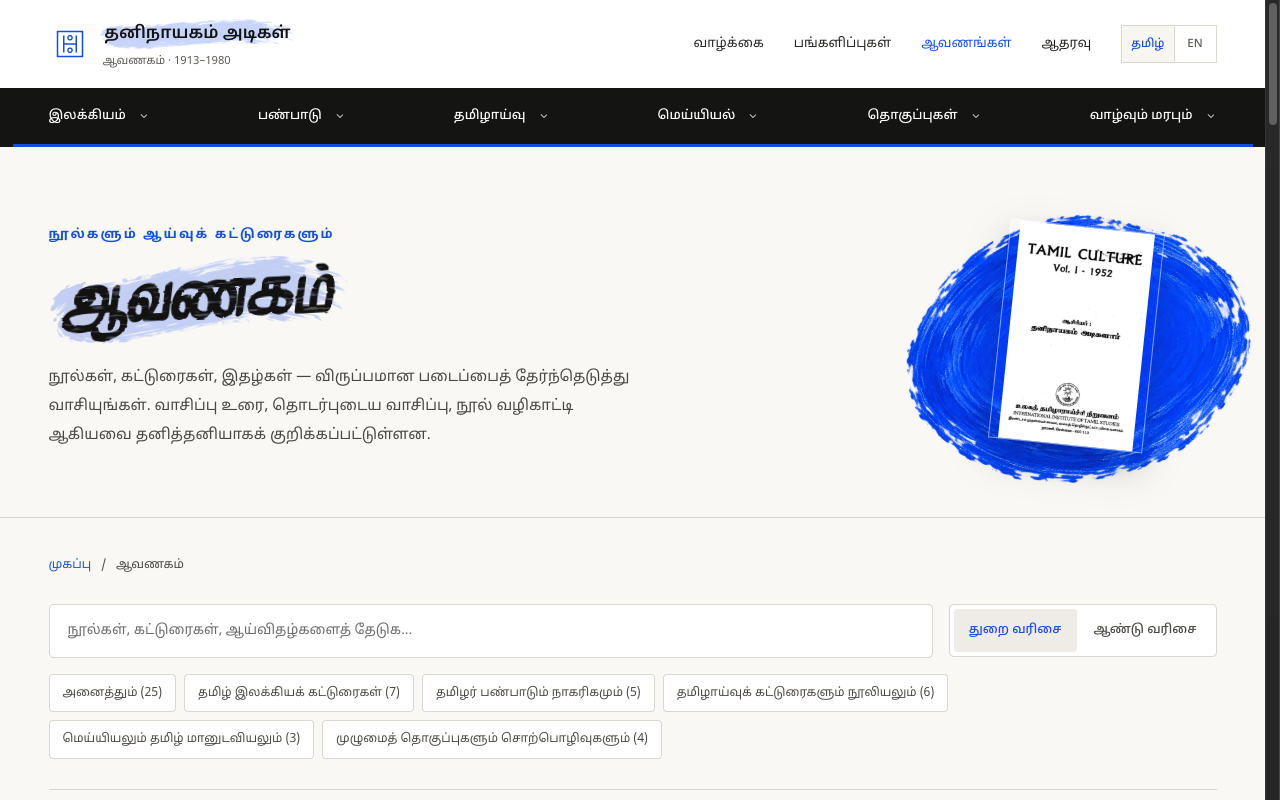 தனிநாயகம் அடிகள்
ஆவணகம் · 1913–1980
வாழ்க்கை
பங்களிப்புகள்
ஆவணங்கள்
ஆதரவு
தமிழ்
EN
இலக்கியம்
பண்பாடு
தமிழாய்வு
மெய்யியல்
தொகுப்புகள்
வாழ்வும் மரபும்
நூல்களும் ஆய்வுக் கட்டுரைகளும்
ஆவணகம்
நூல்கள், கட்டுரைகள், இதழ்கள் — விருப்பமான படைப்பைத் தேர்ந்தெடுத்து
வாசியுங்கள். வாசிப்பு உரை, தொடர்புடைய வாசிப்பு, நூல் வழிகாட்டி
ஆகியவை தனித்தனியாகக் குறிக்கப்பட்டுள்ளன.
TAMIL CULTURE
Vol. I - 1952
ஆசிரியர் :
தனிநாயகம் அடிகளார்
உலகத் தமிழாராய்ச்சி நிறுவனம்
INTERNATIONAL INSTITUTE OF TAMIL STUDIES
முகப்பு / ஆவணகம்
நூல்கள், கட்டுரைகள், ஆய்விதழ்களைத் தேடுக...
துறை வரிசை
ஆண்டு வரிசை
அனைத்தும் (25)
தமிழ் இலக்கியக் கட்டுரைகள் (7)
தமிழர் பண்பாடும் நாகரிகமும் (5)
தமிழாய்வுக் கட்டுரைகளும் நூலியலும் (6)
மெய்யியலும் தமிழ் மானுடவியலும் (3)
முழுமைத் தொகுப்புகளும் சொற்பொழிவுகளும் (4)